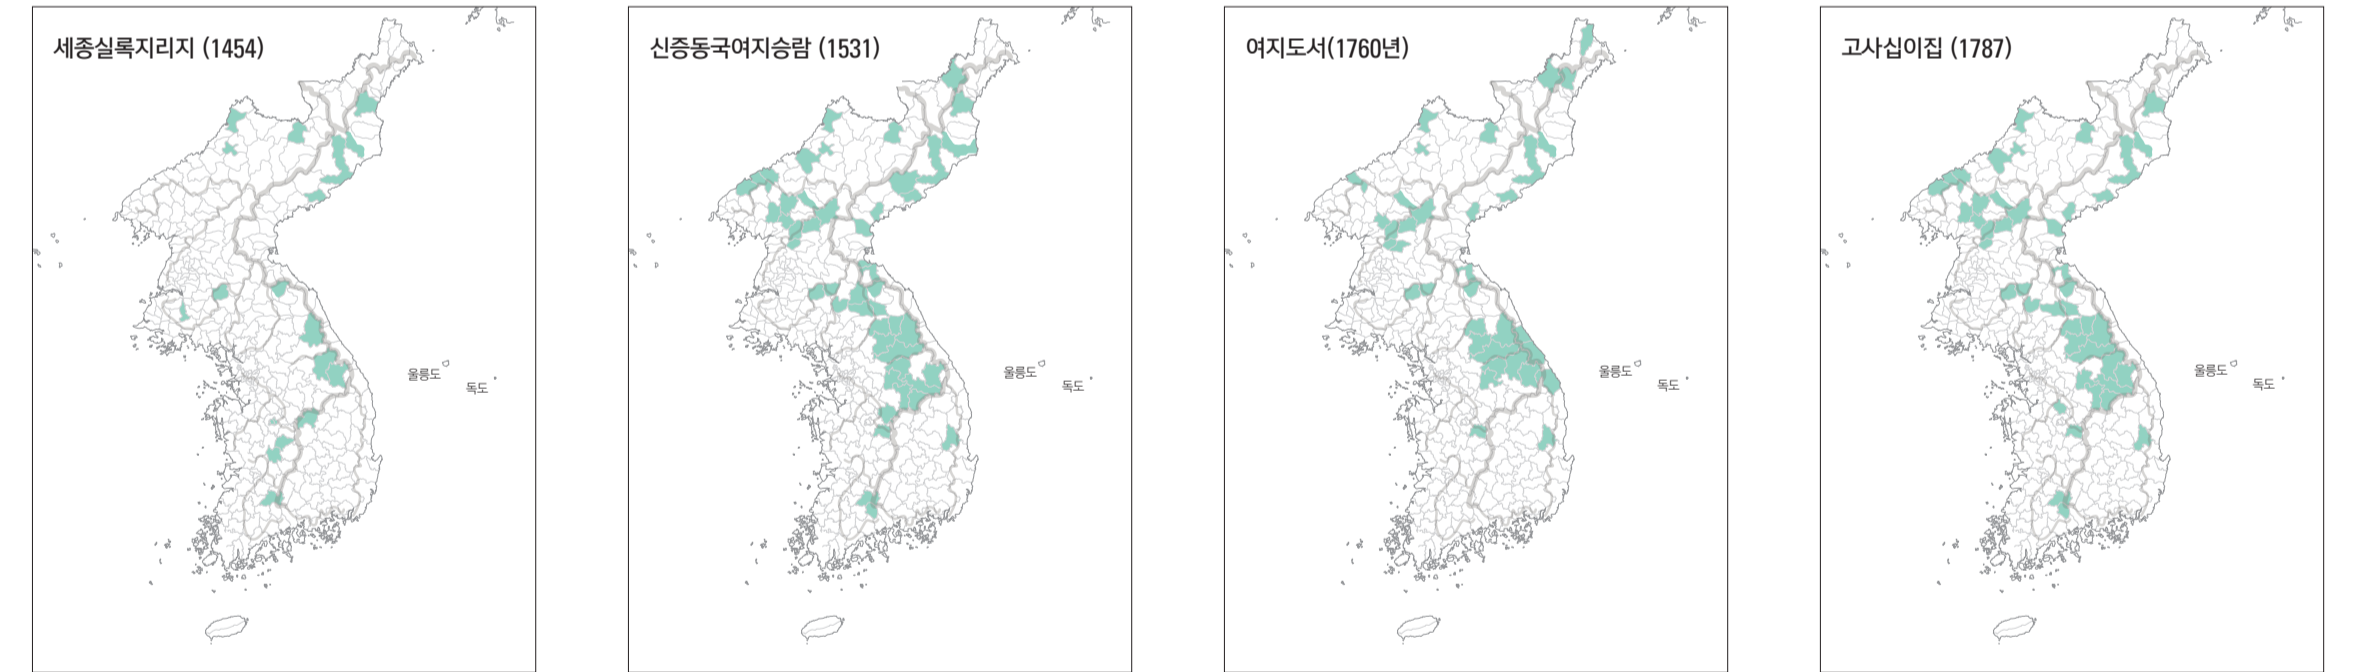 세종실록지리지 (1454)
울릉도
독도
신증동국여지승람 (1531)
울릉도
독도
여지도서(1760년)
울릉도
독도
고사십이집 (1787)
울릉도
독도